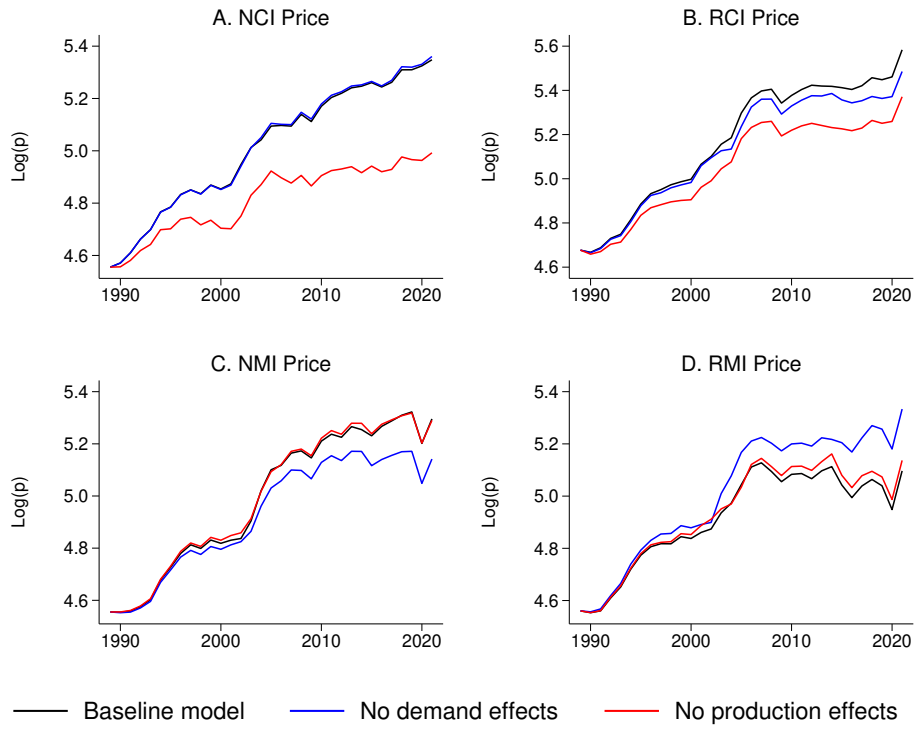 A. NCI Price
Log(p)
5.4
5.2
5.0
4.8
4.6
1990 2000 2010 2020
B. RCI Price
Log(p)
5.6
5.4
5.2
5.0
4.8
4.6
1990 2000 2010 2020
C. NMI Price
Log(p)
5.4
5.2
5.0
4.8
4.6
1990 2000 2010 2020
D. RMI Price
Log(p)
5.4
5.2
5.0
4.8
4.6
1990 2000 2010 2020
Baseline model No demand effects No production effects